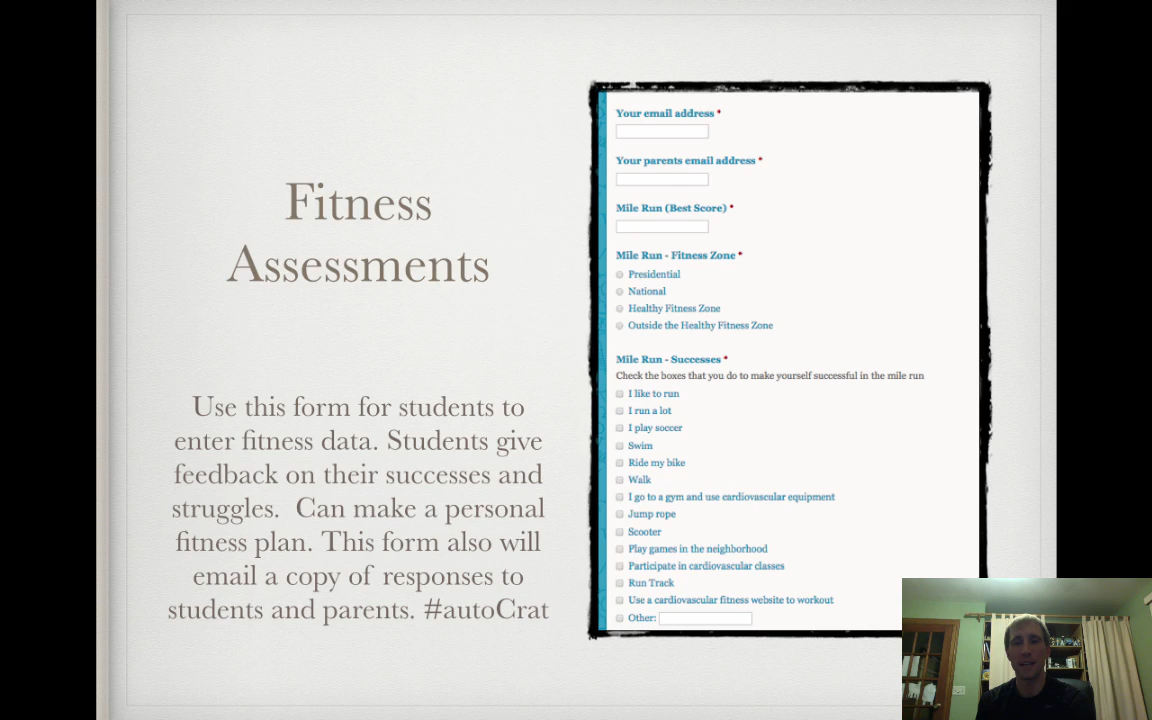 Fitness
Assessments
Use this form for students to
enter fitness data. Students give
feedback on their successes and
struggles.  Can make a personal
fitness plan. This form also will
email a copy of responses to
students and parents. #autoCrat
Your email address *
Your parents email address *
Mile Run (Best Score) *
Mile Run - Fitness Zone *
Presidential
National
Healthy Fitness Zone
Outside the Healthy Fitness Zone
Mile Run - Successes *
Check the boxes that you do to make yourself successful in the mile run
I like to run
I run a lot
I play soccer
Swim
Ride my bike
Walk
I go to a gym and use cardiovascular equipment
Jump rope
Scooter
Play games in the neighborhood
Participate in cardiovascular classes
Run Track
Use a cardiovascular fitness website to workout
Other: